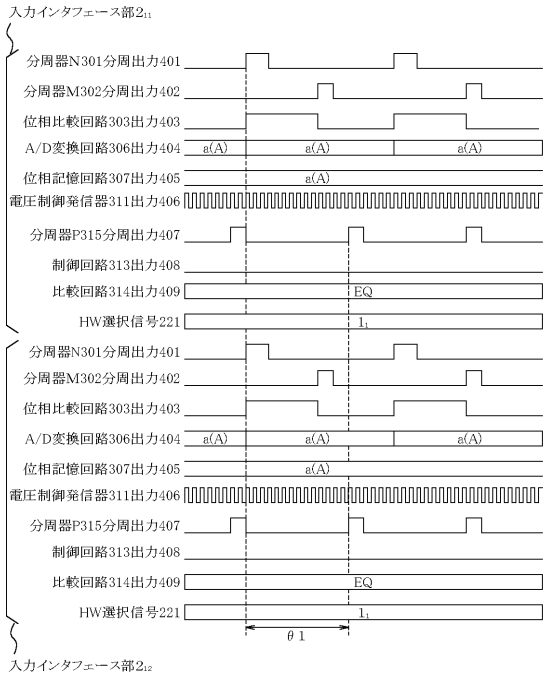 入力インタフェース部2₁₁
分周器N301分周出力401
分周器M302分周出力402
位相比較回路303出力403
A/D変換回路306出力404 a(A) a(A) a(A)
位相記憶回路307出力405 a(A)
電圧制御発信器311出力406
分周器P315分周出力407
制御回路313出力408
比較回路314出力409 EQ
HW選択信号221 1₁
分周器N301分周出力401
分周器M302分周出力402
位相比較回路303出力403
A/D変換回路306出力404 a(A) a(A) a(A)
位相記憶回路307出力405 a(A)
電圧制御発信器311出力406
分周器P315分周出力407
制御回路313出力408
比較回路314出力409 EQ
HW選択信号221 1₁
θ1
入力インタフェース部2₁₂